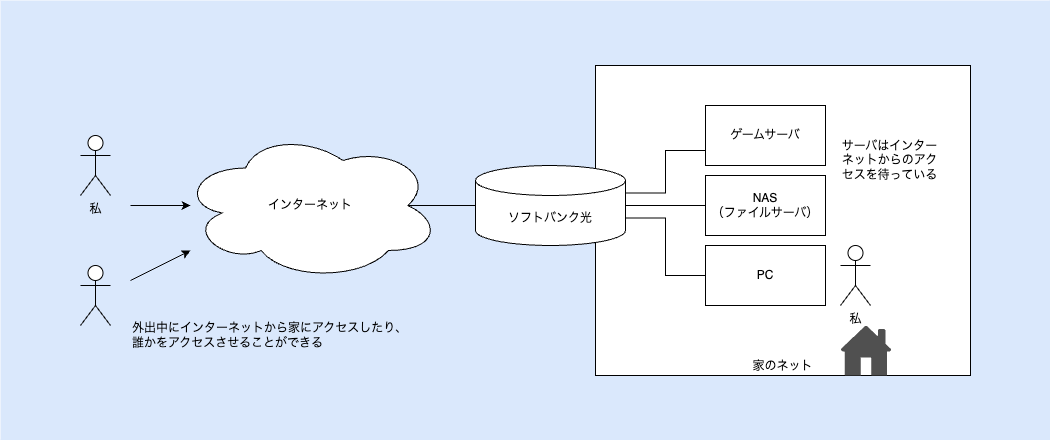 私
インターネット
外出中にインターネットから家にアクセスしたり、
誰かをアクセスさせることができる
ソフトバンク光
ゲームサーバ
NAS
（ファイルサーバ）
PC
サーバはインター
ネットからのアク
セスを待っている
私
家のネット